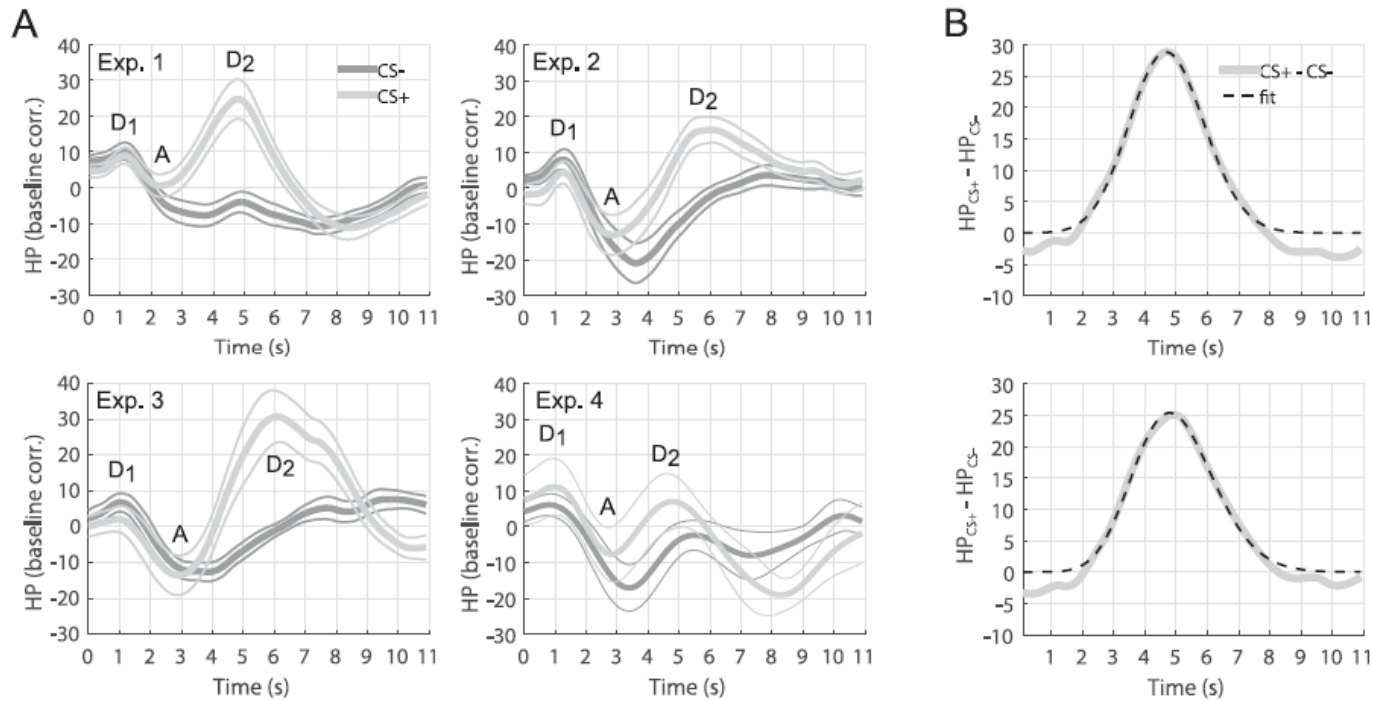 A
Exp. 1
D1
A
D2
CS-
CS+
HP (baseline corr.)
40
30
20
10
0
-10
-20
-30
0 1 2 3 4 5 6 7 8 9 10 11
Time (s)
Exp. 2
D1
A
D2
HP (baseline corr.)
40
30
20
10
0
-10
-20
-30
0 1 2 3 4 5 6 7 8 9 10 11
Time (s)
B
CS+ - CS-
fit
HPCS+ - HPCS-
30
25
20
15
10
5
0
-5
-10
1 2 3 4 5 6 7 8 9 10 11
Time (s)
Exp. 3
D1
A
D2
HP (baseline corr.)
40
30
20
10
0
-10
-20
-30
0 1 2 3 4 5 6 7 8 9 10 11
Time (s)
Exp. 4
D1
A
D2
HP (baseline corr.)
40
30
20
10
0
-10
-20
-30
0 1 2 3 4 5 6 7 8 9 10 11
Time (s)
HPCS+ - HPCS-
30
25
20
15
10
5
0
-5
-10
1 2 3 4 5 6 7 8 9 10 11
Time (s)